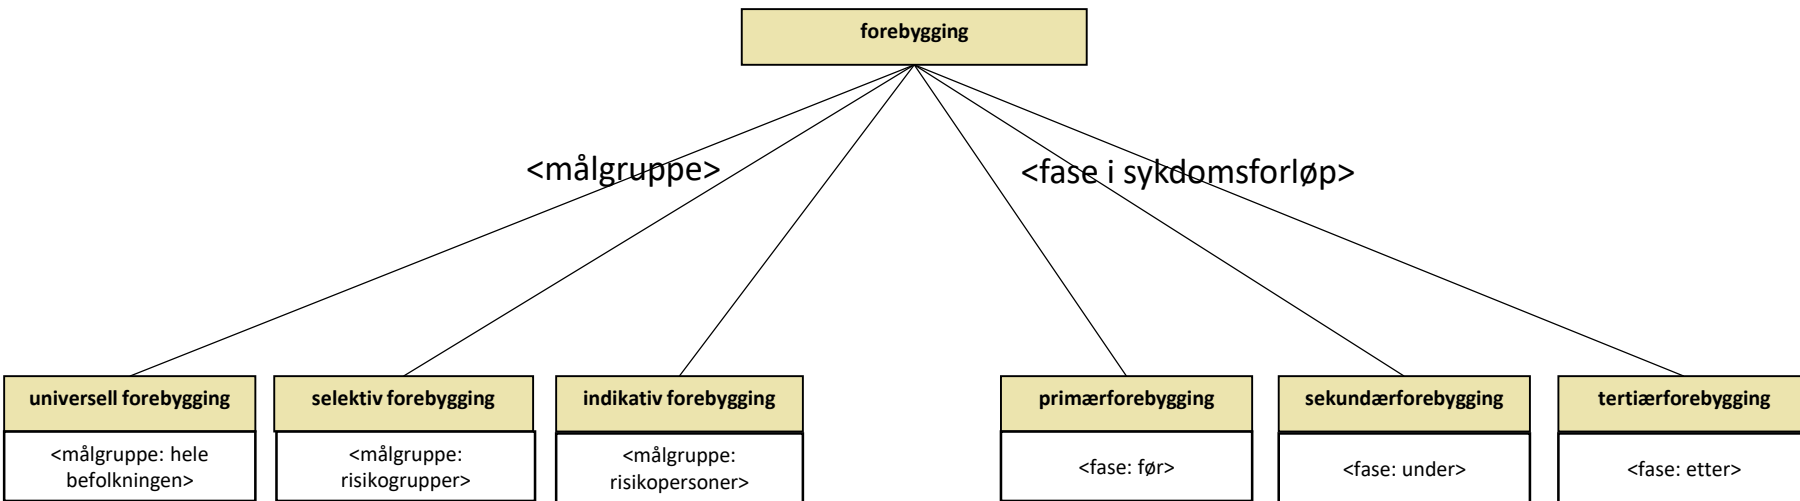 forebygging
<målgruppe>
<fase i sykdomsforløp>
universell forebygging
<målgruppe: hele
befolkningen>
selektiv forebygging
<målgruppe:
risikogrupper>
indikativ forebygging
<målgruppe:
risikopersoner>
primærforebygging
<fase: før>
sekundærforebygging
<fase: under>
tertiærforebygging
<fase: etter>